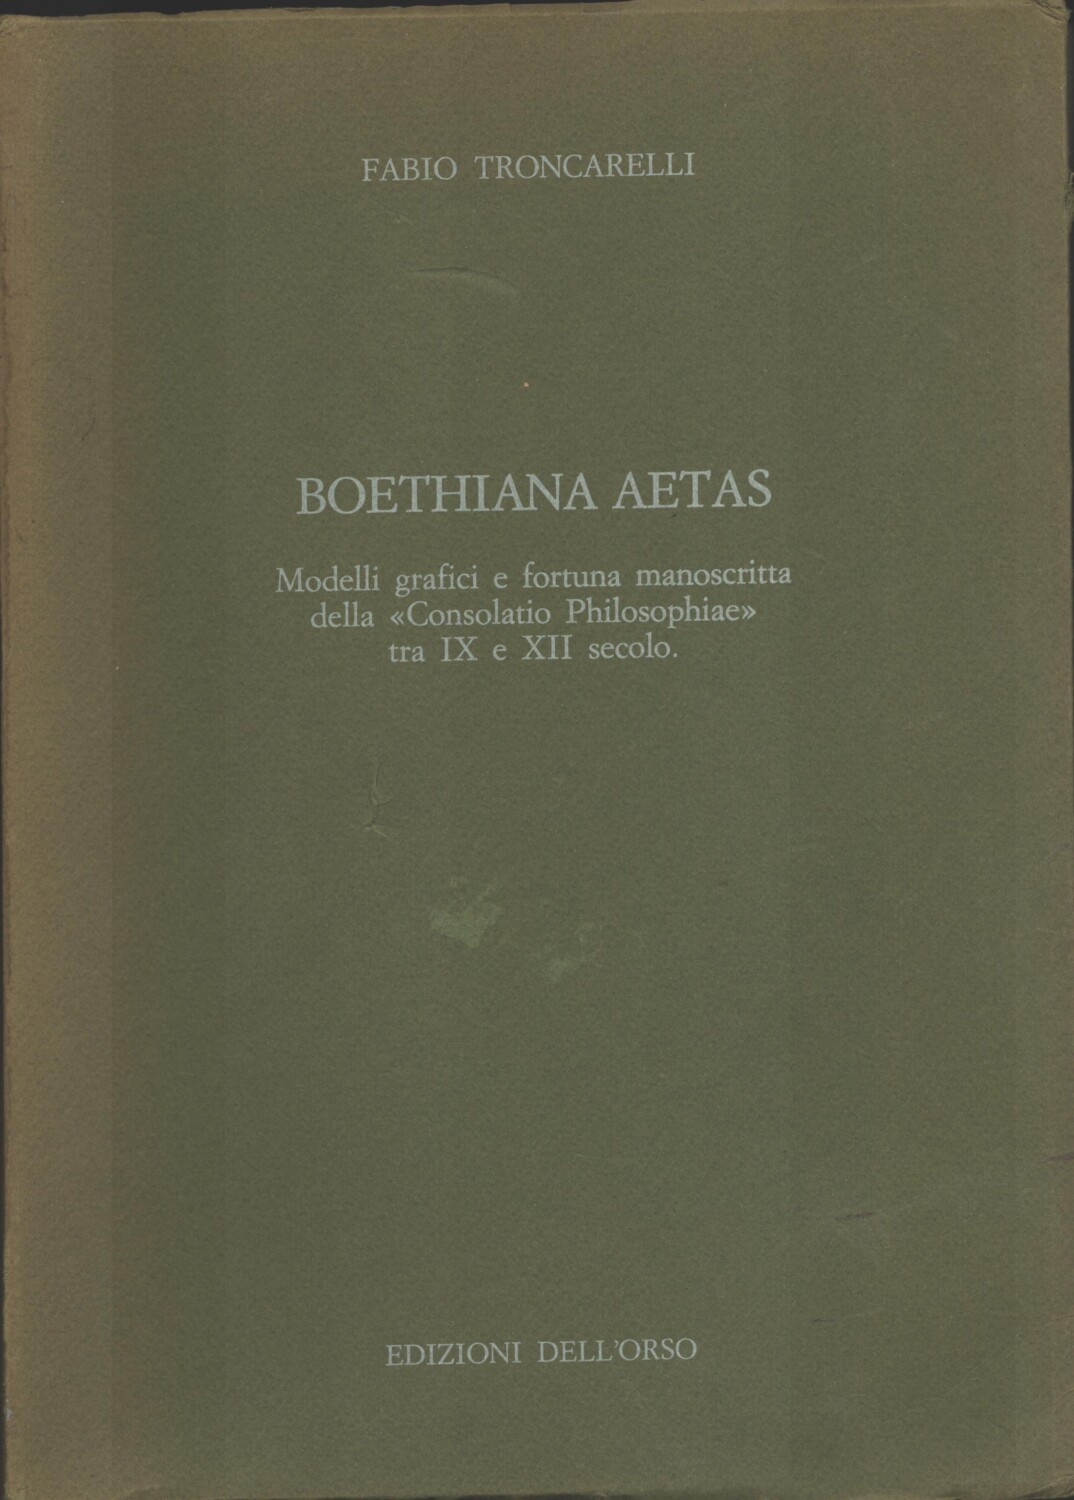 FABIO TRONCARELLI
BOETHIANA AETAS
Modelli grafici e fortuna manoscritta
della «Consolatio Philosophiae»
tra IX e XII secolo.
EDIZIONI DELL'ORSO